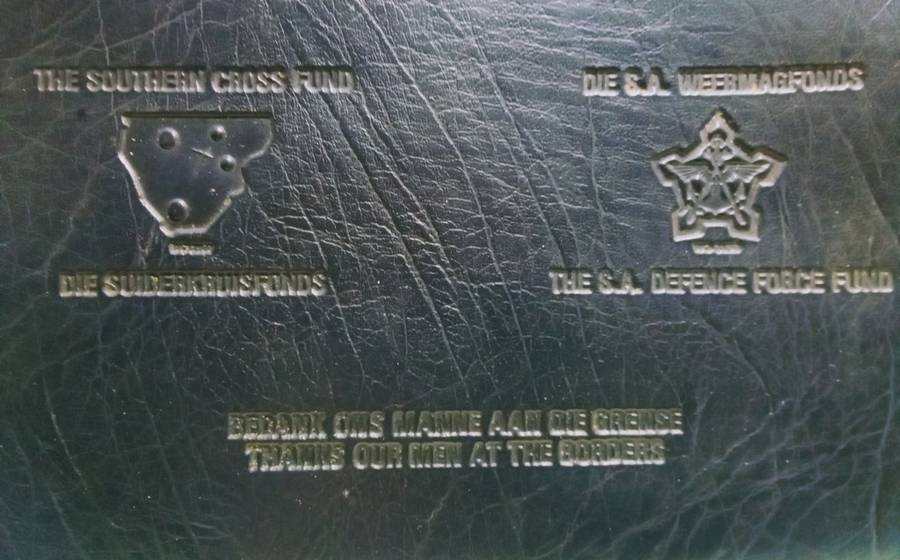 THE SOUTHERN CROSS FUND
DIE SUIDERKRUISFONDS
DIE S.A. WEERMAGFONDS
THE S.A. DEFENCE FORCE FUND
BEDANK ONS MANNE AAN DIE GRENSE
THANKS OUR MEN AT THE BORDERS